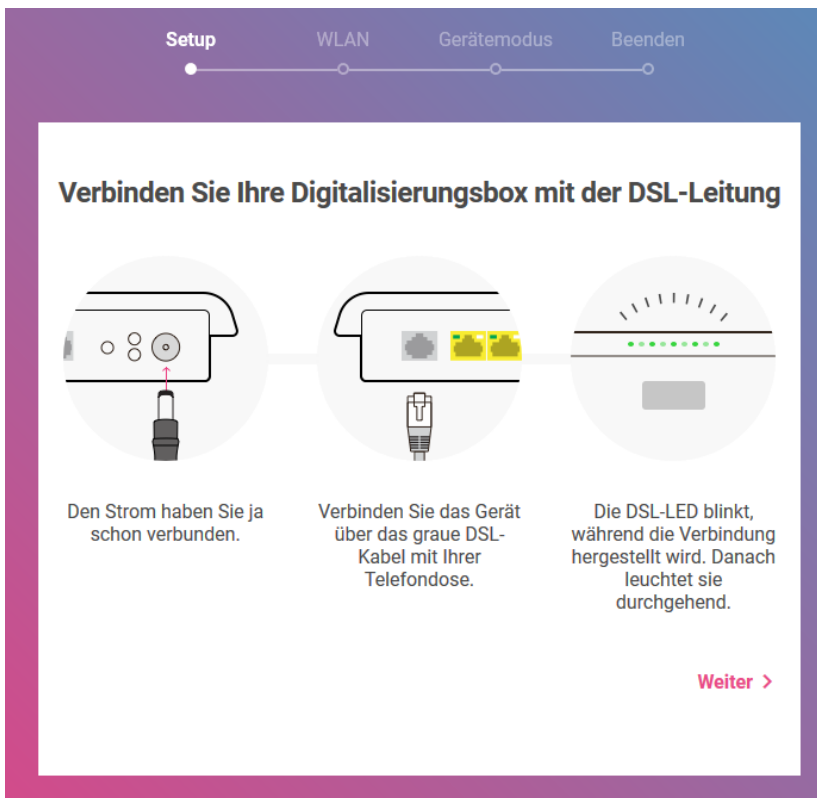 Setup
WLAN
Gerätemodus
Beenden
Verbinden Sie Ihre Digitalisierungsbox mit der DSL-Leitung
Den Strom haben Sie ja
schon verbunden.
Verbinden Sie das Gerät
über das graue DSL-
Kabel mit Ihrer
Telefondose.
Die DSL-LED blinkt,
während die Verbindung
hergestellt wird. Danach
leuchtet sie
durchgehend.
Weiter